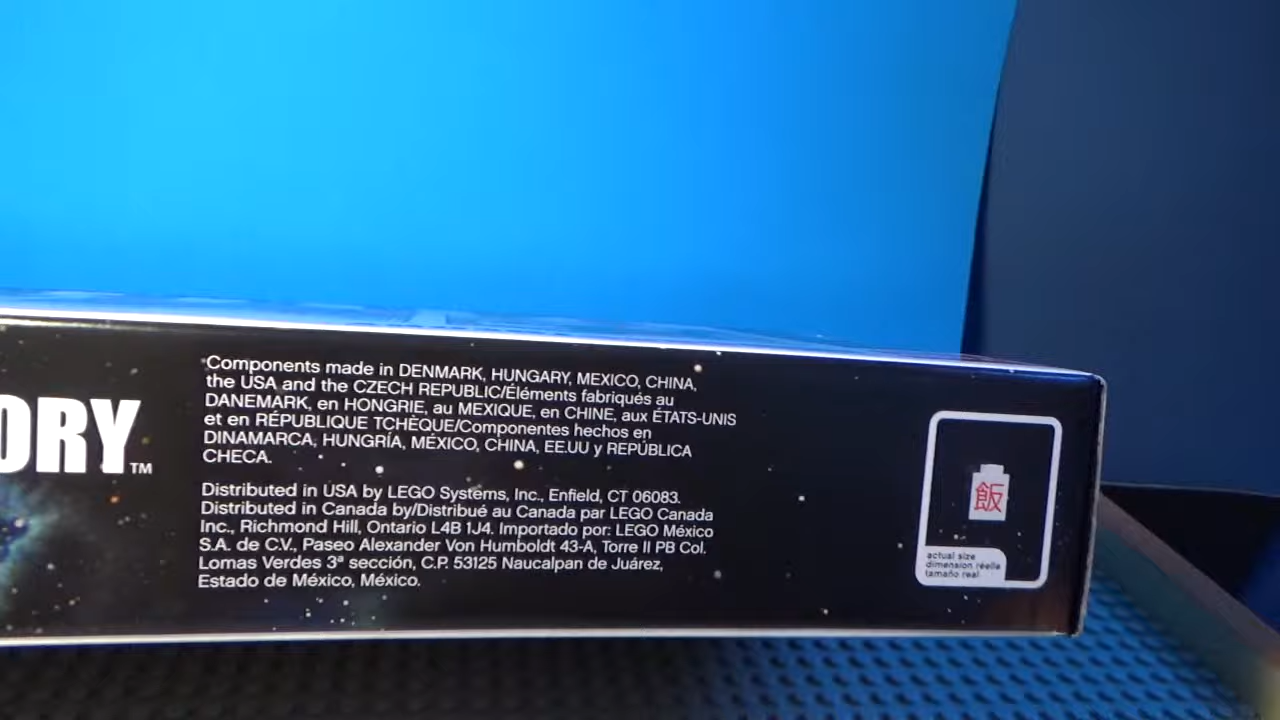 ORY™
Components made in DENMARK, HUNGARY, MEXICO, CHINA,
the USA and the CZECH REPUBLIC/Éléments fabriqués au
DANEMARK, en HONGRIE, au MEXIQUE, en CHINE, aux ÉTATS-UNIS
et en RÉPUBLIQUE TCHÈQUE/Componentes hechos en
DINAMARCA, HUNGRÍA, MÉXICO, CHINA, EE.UU y REPÚBLICA
CHECA.
Distributed in USA by LEGO Systems, Inc., Enfield, CT 06083.
Distributed in Canada by/Distribué au Canada par LEGO Canada
Inc., Richmond Hill, Ontario L4B 1J4. Importado por: LEGO México
S.A. de C.V., Paseo Alexander Von Humboldt 43-A, Torre II PB Col.
Lomas Verdes 3ª sección, C.P. 53125 Naucalpan de Juárez,
Estado de México, México.
飯
actual size
dimension réelle
tamaño real